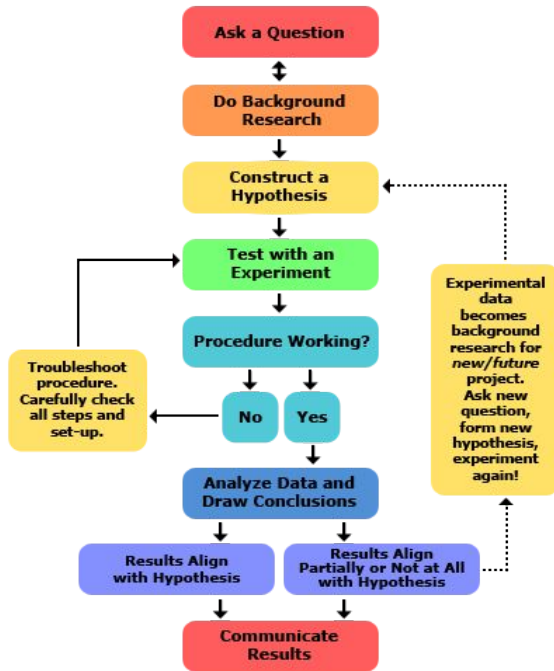 Ask a Question
Do Background
Research
Construct a
Hypothesis
Test with an
Experiment
Procedure Working?
Troubleshoot
procedure.
Carefully check
all steps and
set-up.
No
Yes
Experimental
data
becomes
background
research for
new/future
project.
Ask new
question,
form new
hypothesis,
experiment
again!
Analyze Data and
Draw Conclusions
Results Align
with Hypothesis
Results Align
Partially or Not at All
with Hypothesis
Communicate
Results